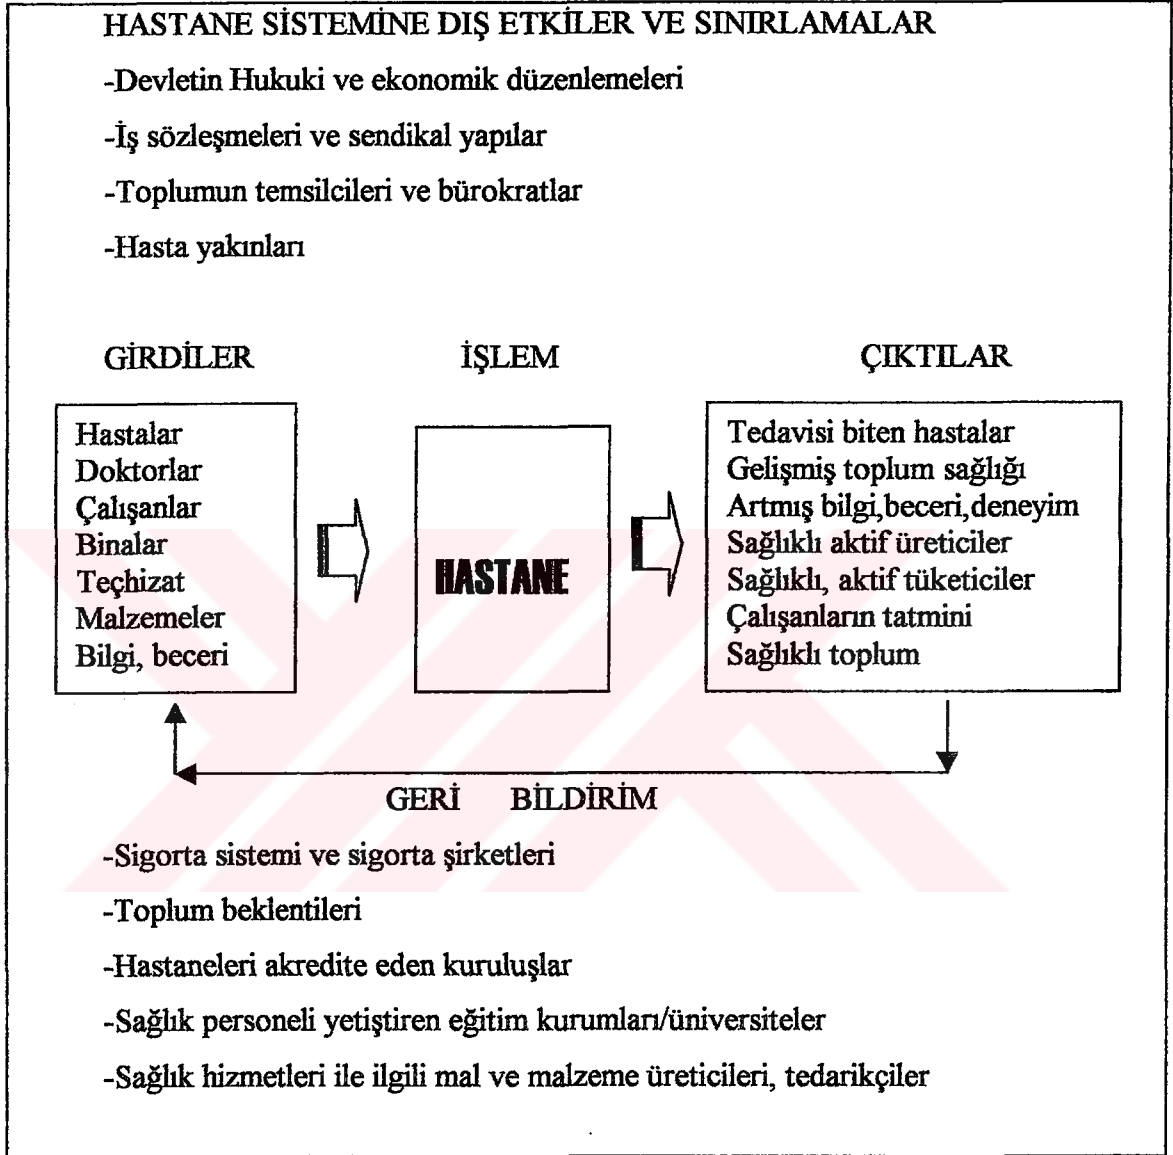 HASTANE SİSTEMİNE DIŞ ETKİLER VE SINIRLAMALAR
-Devletin Hukuki ve ekonomik düzenlemeleri
-İş sözleşmeleri ve sendikal yapılar
-Toplumun temsilcileri ve bürokratlar
-Hasta yakınları
GİRDİLER
Hastalar
Doktorlar
Çalışanlar
Binalar
Teçhizat
Malzemeler
Bilgi, beceri
İŞLEM
HASTANE
ÇIKTILAR
Tedavisi biten hastalar
Gelişmiş toplum sağlığı
Artmış bilgi,beceri,deneyim
Sağlıklı aktif üreticiler
Sağlıklı, aktif tüketiciler
Çalışanların tatmini
Sağlıklı toplum
GERİ BİLDİRİM
-Sigorta sistemi ve sigorta şirketleri
-Toplum beklentileri
-Hastaneleri akredite eden kuruluşlar
-Sağlık personeli yetiştiren eğitim kurumları/üniversiteler
-Sağlık hizmetleri ile ilgili mal ve malzeme üreticileri, tedarikçiler